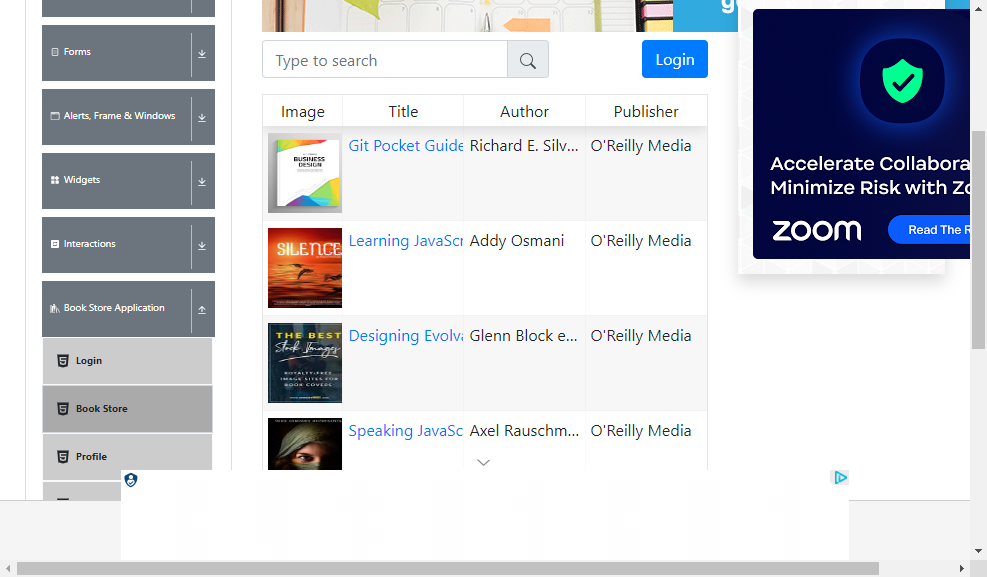 Forms
Alerts, Frame & Windows
Widgets
Interactions
Book Store Application
Login
Book Store
Profile
Type to search
Login
Image Title Author Publisher
BUSINESS
DESIGN
Git Pocket Guide Richard E. Silv... O'Reilly Media
SILENCE
Learning JavaScr Addy Osmani O'Reilly Media
THE BEST
Stock Images
ROYALTY-FREE
IMAGE SITES FOR
BOOK COVERS
Designing Evolva Glenn Block e... O'Reilly Media
Speaking JavaSc Axel Rauschm... O'Reilly Media
Accelerate Collabora
Minimize Risk with Zo
zoom
Read The R